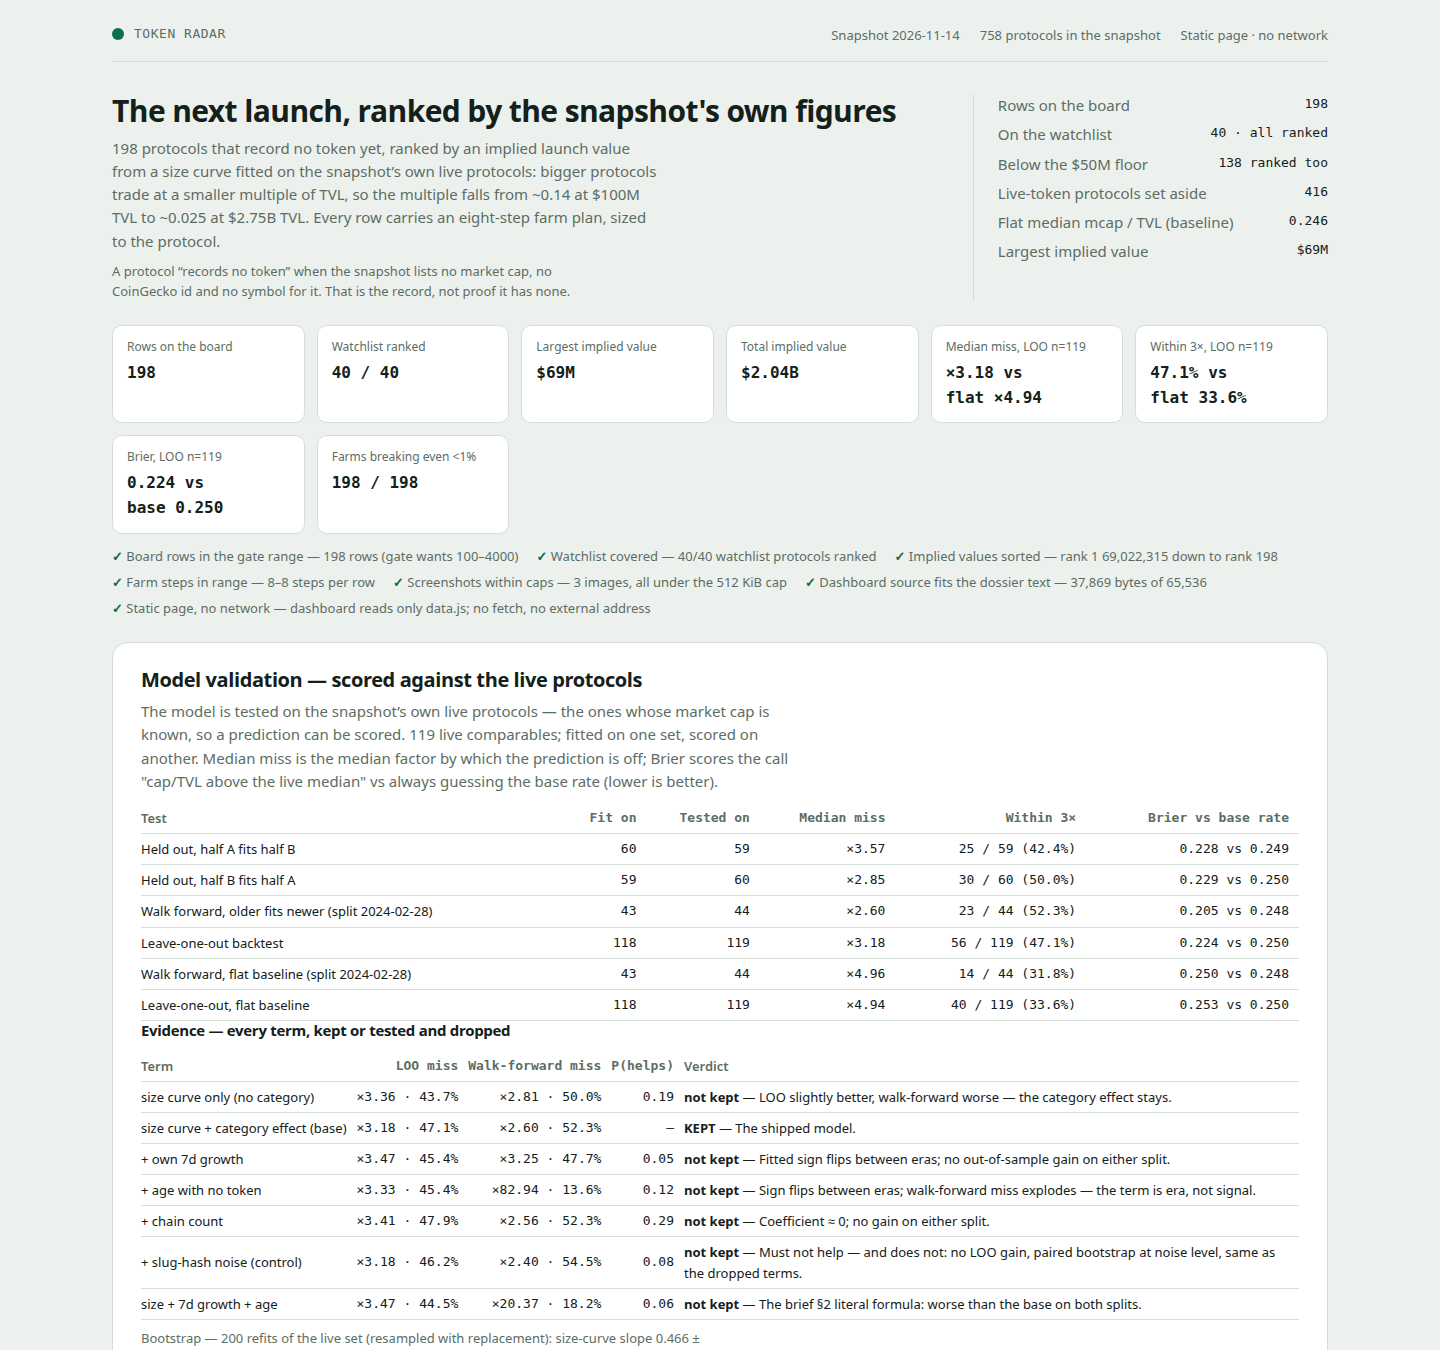 TOKEN RADAR
Snapshot 2026-11-14 758 protocols in the snapshot Static page · no network
The next launch, ranked by the snapshot's own figures
198 protocols that record no token yet, ranked by an implied launch value
from a size curve fitted on the snapshot's own live protocols: bigger protocols
trade at a smaller multiple of TVL, so the multiple falls from ~0.14 at $100M
TVL to ~0.025 at $2.75B TVL. Every row carries an eight-step farm plan, sized
to the protocol.
A protocol “records no token” when the snapshot lists no market cap, no
CoinGecko id and no symbol for it. That is the record, not proof it has none.
Rows on the board 198
On the watchlist 40 · all ranked
Below the $50M floor 138 ranked too
Live-token protocols set aside 416
Flat median mcap / TVL (baseline) 0.246
Largest implied value $69M
Rows on the board
198
Watchlist ranked
40 / 40
Largest implied value
$69M
Total implied value
$2.04B
Median miss, LOO n=119
×3.18 vs
flat ×4.94
Within 3×, LOO n=119
47.1% vs
flat 33.6%
Brier, LOO n=119
0.224 vs
base 0.250
Farms breaking even <1%
198 / 198
✓ Board rows in the gate range — 198 rows (gate wants 100–4000) ✓ Watchlist covered — 40/40 watchlist protocols ranked ✓ Implied values sorted — rank 1 69,022,315 down to rank 198
✓ Farm steps in range — 8–8 steps per row ✓ Screenshots within caps — 3 images, all under the 512 KiB cap ✓ Dashboard source fits the dossier text — 37,869 bytes of 65,536
✓ Static page, no network — dashboard reads only data.js; no fetch, no external address
Model validation — scored against the live protocols
The model is tested on the snapshot's own live protocols — the ones whose market cap is
known, so a prediction can be scored. 119 live comparables; fitted on one set, scored on
another. Median miss is the median factor by which the prediction is off; Brier scores the call
"cap/TVL above the live median" vs always guessing the base rate (lower is better).
Test Fit on Tested on Median miss Within 3× Brier vs base rate
Held out, half A fits half B 60 59 ×3.57 25 / 59 (42.4%) 0.228 vs 0.249
Held out, half B fits half A 59 60 ×2.85 30 / 60 (50.0%) 0.229 vs 0.250
Walk forward, older fits newer (split 2024-02-28) 43 44 ×2.60 23 / 44 (52.3%) 0.205 vs 0.248
Leave-one-out backtest 118 119 ×3.18 56 / 119 (47.1%) 0.224 vs 0.250
Walk forward, flat baseline (split 2024-02-28) 43 44 ×4.96 14 / 44 (31.8%) 0.250 vs 0.248
Leave-one-out, flat baseline 118 119 ×4.94 40 / 119 (33.6%) 0.253 vs 0.250
Evidence — every term, kept or tested and dropped
Term LOO miss Walk-forward miss P(helps) Verdict
size curve only (no category) ×3.36 · 43.7% ×2.81 · 50.0% 0.19 not kept — LOO slightly better, walk-forward worse — the category effect stays.
size curve + category effect (base) ×3.18 · 47.1% ×2.60 · 52.3% — KEPT — The shipped model.
+ own 7d growth ×3.47 · 45.4% ×3.25 · 47.7% 0.05 not kept — Fitted sign flips between eras; no out-of-sample gain on either split.
+ age with no token ×3.33 · 45.4% ×82.94 · 13.6% 0.12 not kept — Sign flips between eras; walk-forward miss explodes — the term is era, not signal.
+ chain count ×3.41 · 47.9% ×2.56 · 52.3% 0.29 not kept — Coefficient ≈ 0; no gain on either split.
+ slug-hash noise (control) ×3.18 · 46.2% ×2.40 · 54.5% 0.08 not kept — Must not help — and does not: no LOO gain, paired bootstrap at noise level, same as
the dropped terms.
size + 7d growth + age ×3.47 · 44.5% ×20.37 · 18.2% 0.06 not kept — The brief §2 literal formula: worse than the base on both splits.
Bootstrap — 200 refits of the live set (resampled with replacement): size-curve slope 0.466 ±